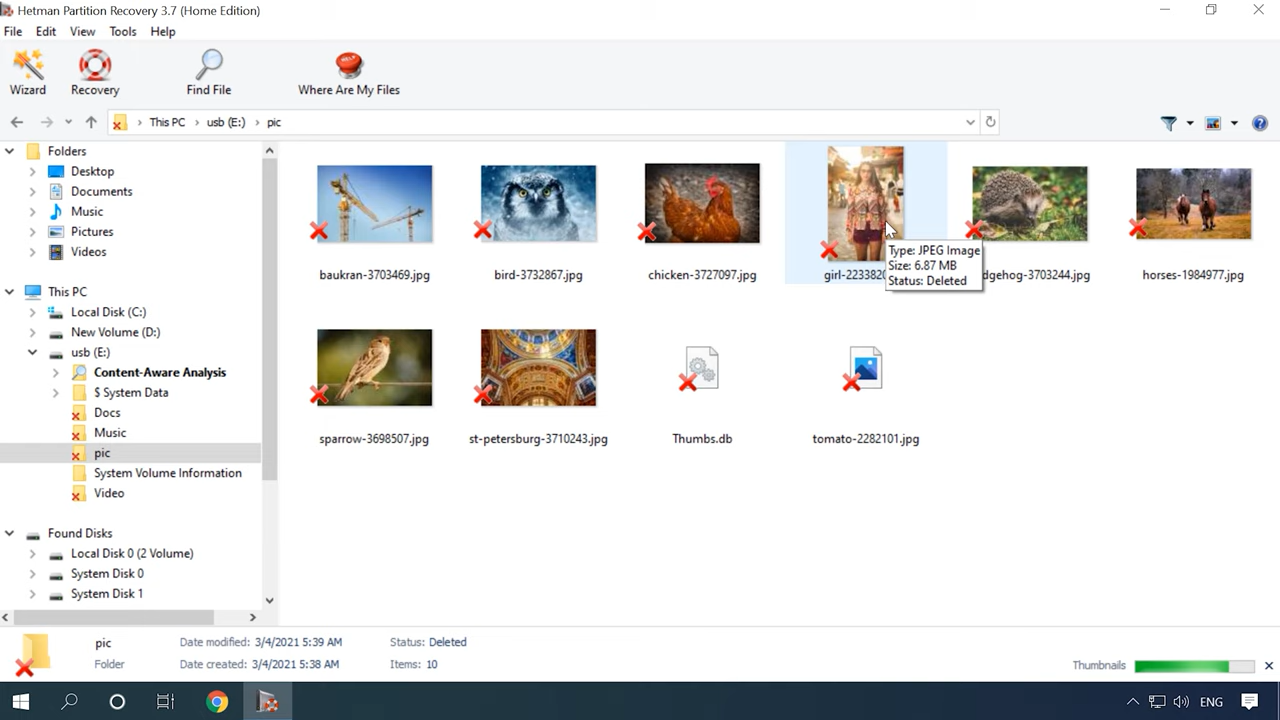 Hetman Partition Recovery 3.7 (Home Edition)
File Edit View Tools Help
Wizard Recovery Find File Where Are My Files
This PC usb (E:) pic
Folders
Desktop
Documents
Music
Pictures
Videos
This PC
Local Disk (C:)
New Volume (D:)
usb (E:)
Content-Aware Analysis
$ System Data
Docs
Music
pic
System Volume Information
Video
Found Disks
Local Disk 0 (2 Volume)
System Disk 0
System Disk 1
baukran-3703469.jpg bird-3732867.jpg chicken-3727097.jpg girl-2233820 dgehog-3703244.jpg horses-1984977.jpg
Type: JPEG Image
Size: 6.87 MB
Status: Deleted
sparrow-3698507.jpg st-petersburg-3710243.jpg Thumbs.db tomato-2282101.jpg
pic Date modified: 3/4/2021 5:39 AM Status: Deleted
Folder Date created: 3/4/2021 5:38 AM Items: 10
Thumbnails
ENG